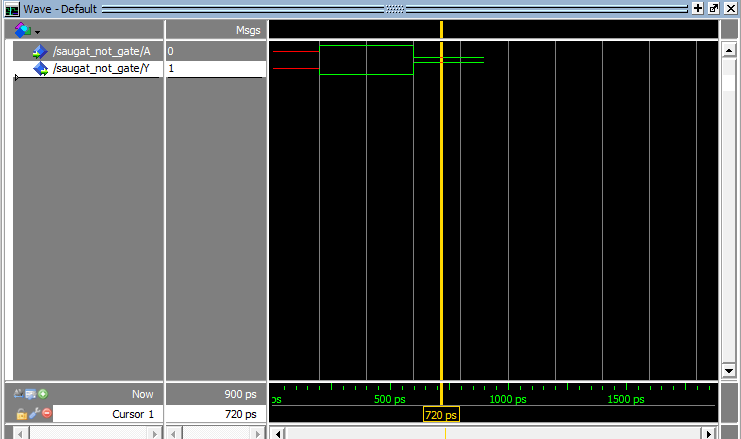 Wave - Default
Msgs
/saugat_not_gate/A 0
/saugat_not_gate/Y 1
Now 900 ps
ps 500 ps 1000 ps 1500 ps
Cursor 1 720 ps
720 ps